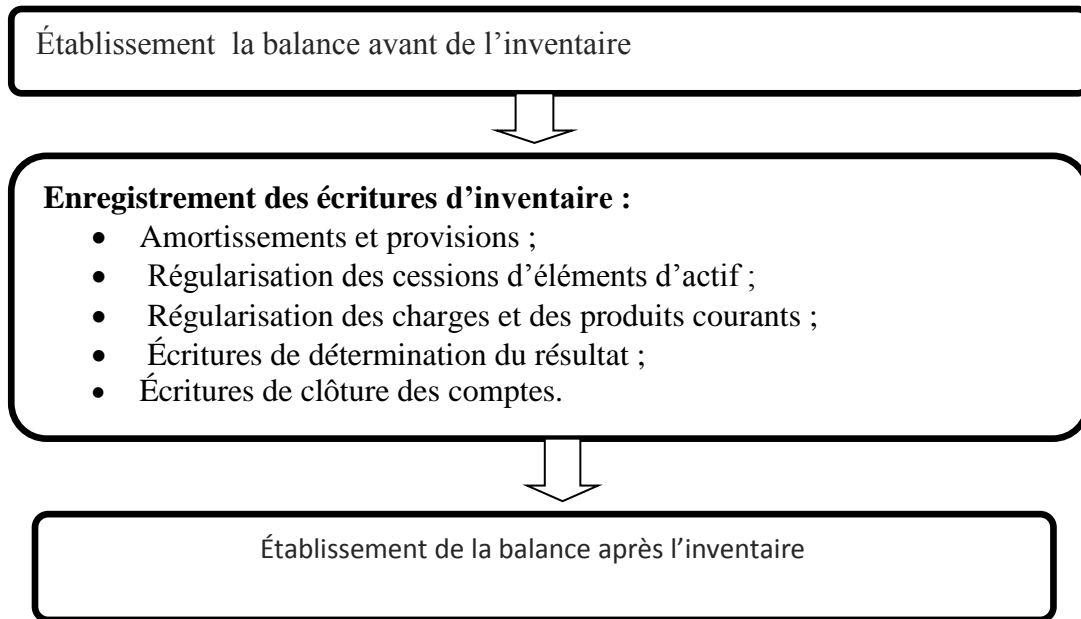 Établissement  la balance avant de l’inventaire
Enregistrement des écritures d’inventaire :
• Amortissements et provisions ;
• Régularisation des cessions d’éléments d’actif ;
• Régularisation des charges et des produits courants ;
• Écritures de détermination du résultat ;
• Écritures de clôture des comptes.
Établissement de la balance après l’inventaire